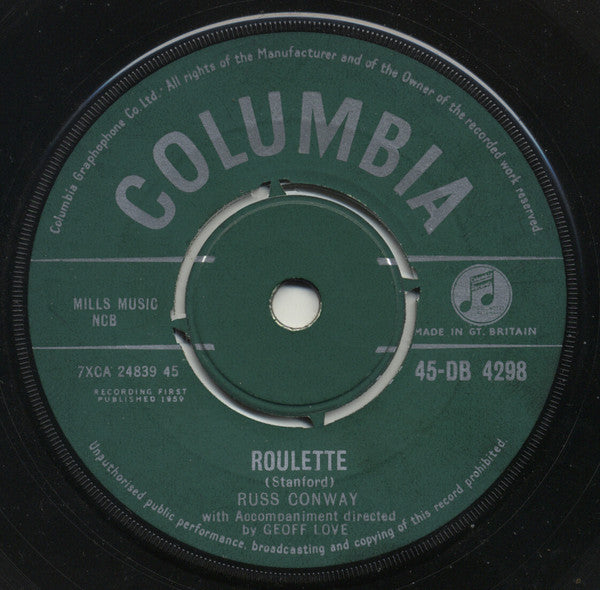 Columbia Graphophone Co. Ltd.· All rights of the Manufacturer and of the Owner of the recorded work reserved.
COLUMBIA
MILLS MUSIC
NCB
MADE IN GT. BRITAIN
7XCA 24839 45
45-DB 4298
RECORDING FIRST
PUBLISHED 1959
ROULETTE
(Stanford)
RUSS CONWAY
with Accompaniment directed
by GEOFF LOVE
Unauthorised public performance, broadcasting and copying of this record prohibited.